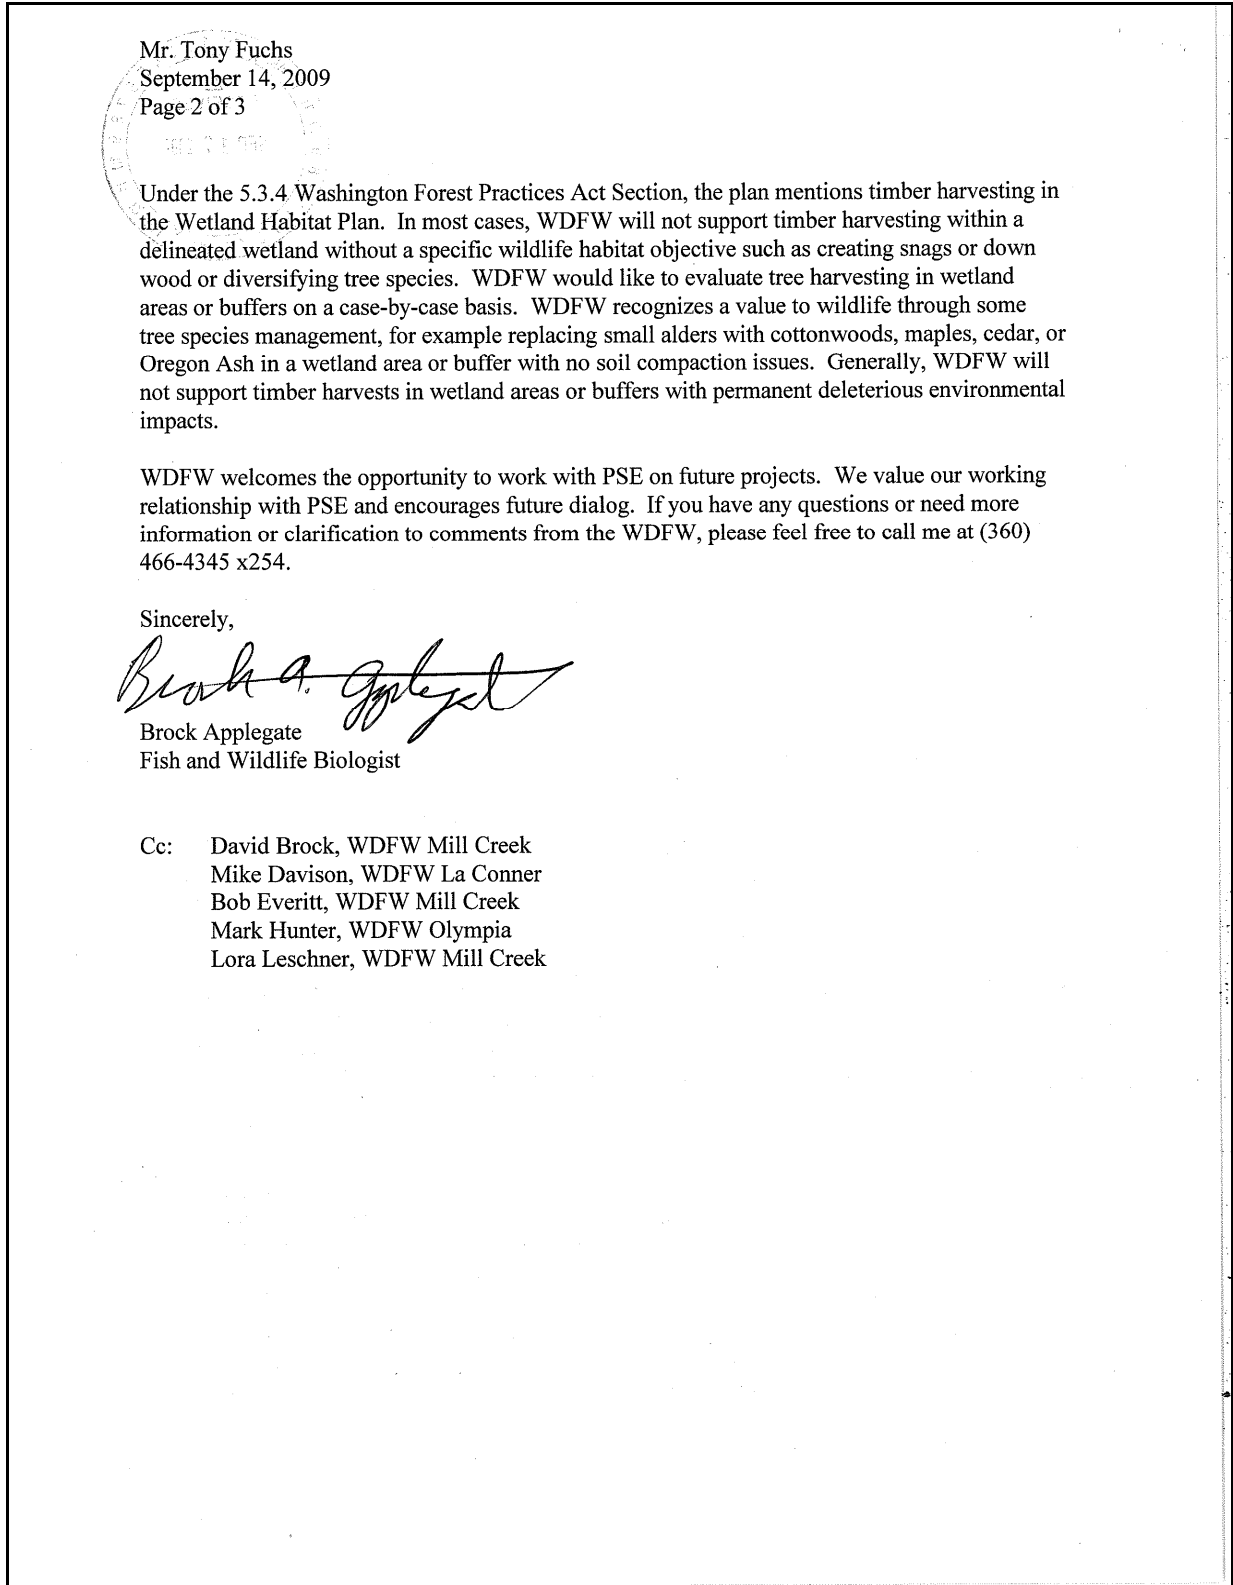 Mr. Tony Fuchs
September 14, 2009
Page 2 of 3
Under the 5.3.4 Washington Forest Practices Act Section, the plan mentions timber harvesting in
the Wetland Habitat Plan.  In most cases, WDFW will not support timber harvesting within a
delineated wetland without a specific wildlife habitat objective such as creating snags or down
wood or diversifying tree species.  WDFW would like to evaluate tree harvesting in wetland
areas or buffers on a case-by-case basis.  WDFW recognizes a value to wildlife through some
tree species management, for example replacing small alders with cottonwoods, maples, cedar, or
Oregon Ash in a wetland area or buffer with no soil compaction issues.  Generally, WDFW will
not support timber harvests in wetland areas or buffers with permanent deleterious environmental
impacts.
WDFW welcomes the opportunity to work with PSE on future projects.  We value our working
relationship with PSE and encourages future dialog.  If you have any questions or need more
information or clarification to comments from the WDFW, please feel free to call me at (360)
466-4345 x254.
Sincerely,
Brock A. Applegate
Brock Applegate
Fish and Wildlife Biologist
Cc: David Brock, WDFW Mill Creek
Mike Davison, WDFW La Conner
Bob Everitt, WDFW Mill Creek
Mark Hunter, WDFW Olympia
Lora Leschner, WDFW Mill Creek